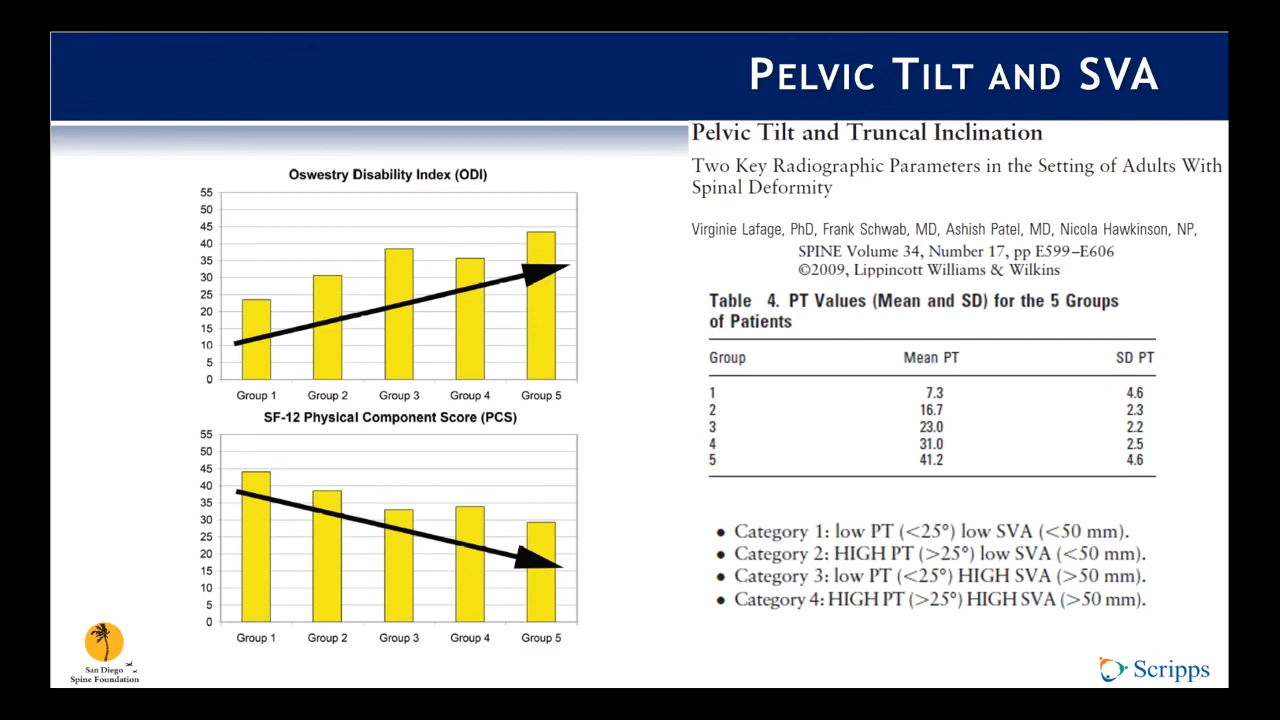 PELVIC TILT AND SVA
Pelvic Tilt and Truncal Inclination
Two Key Radiographic Parameters in the Setting of Adults With
Spinal Deformity
Virginie Lafage, PhD, Frank Schwab, MD, Ashish Patel, MD, Nicola Hawkinson, NP,
SPINE Volume 34, Number 17, pp E599–E606
©2009, Lippincott Williams & Wilkins
Oswestry Disability Index (ODI)
55
50
45
40
35
30
25
20
15
10
5
0
Group 1 Group 2 Group 3 Group 4 Group 5
SF-12 Physical Component Score (PCS)
55
50
45
40
35
30
25
20
15
10
5
0
Group 1 Group 2 Group 3 Group 4 Group 5
Table 4. PT Values (Mean and SD) for the 5 Groups
of Patients
Group Mean PT SD PT
1 7.3 4.6
2 16.7 2.3
3 23.0 2.2
4 31.0 2.5
5 41.2 4.6
• Category 1: low PT (<25°) low SVA (<50 mm).
• Category 2: HIGH PT (>25°) low SVA (<50 mm).
• Category 3: low PT (<25°) HIGH SVA (>50 mm).
• Category 4: HIGH PT (>25°) HIGH SVA (>50 mm).
San Diego
Spine Foundation
Scripps